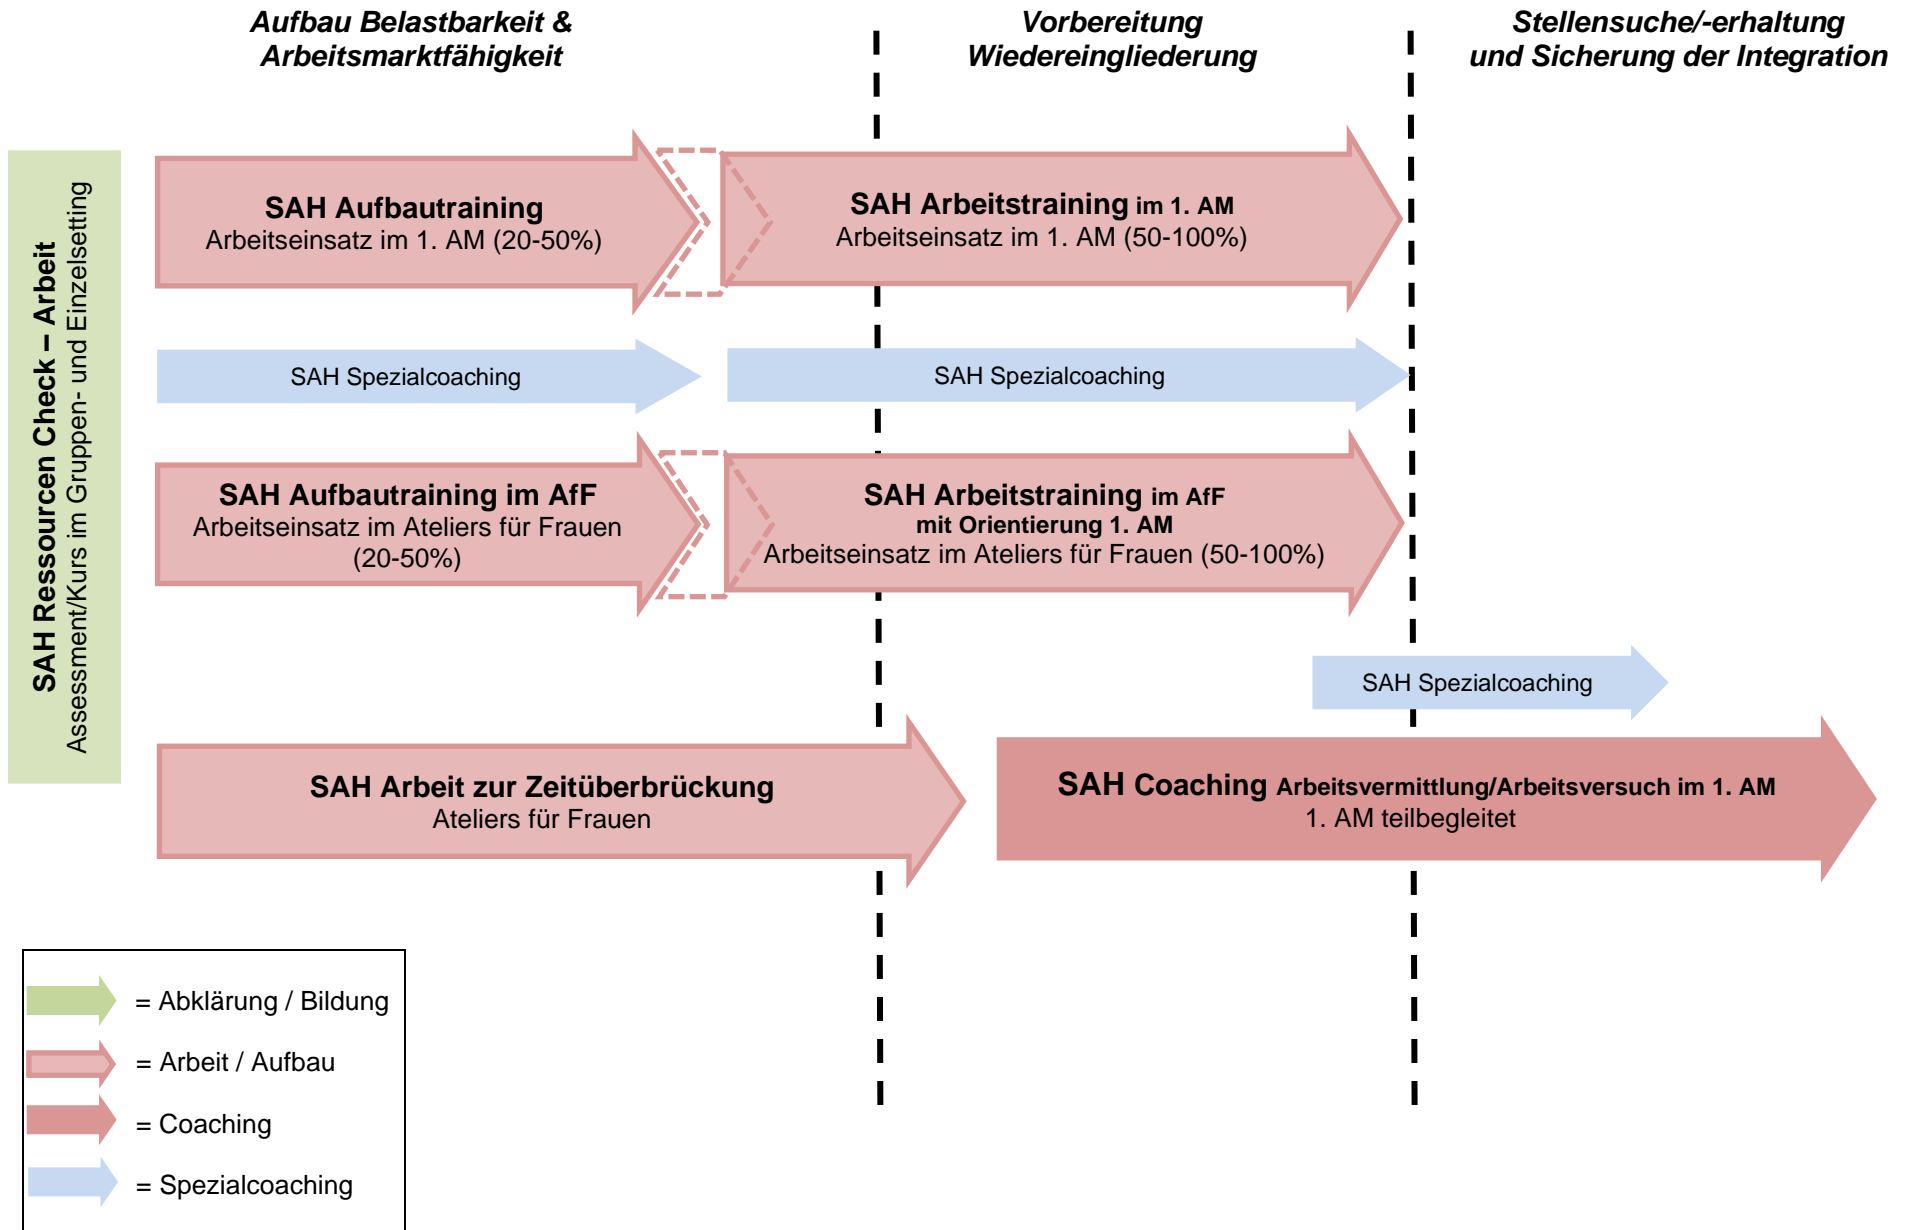 Aufbau Belastbarkeit &
Arbeitsmarktfähigkeit
Vorbereitung
Wiedereingliederung
Stellensuche/-erhaltung
und Sicherung der Integration
SAH Ressourcen Check – Arbeit
Assessment/Kurs im Gruppen- und Einzelsetting
SAH Aufbautraining
Arbeitseinsatz im 1. AM (20-50%)
SAH Arbeitstraining im 1. AM
Arbeitseinsatz im 1. AM (50-100%)
SAH Spezialcoaching
SAH Spezialcoaching
SAH Aufbautraining im AfF
Arbeitseinsatz im Ateliers für Frauen
(20-50%)
SAH Arbeitstraining im AfF
mit Orientierung 1. AM
Arbeitseinsatz im Ateliers für Frauen (50-100%)
SAH Spezialcoaching
SAH Arbeit zur Zeitüberbrückung
Ateliers für Frauen
SAH Coaching Arbeitsvermittlung/Arbeitsversuch im 1. AM
1. AM teilbegleitet
= Abklärung / Bildung
= Arbeit / Aufbau
= Coaching
= Spezialcoaching